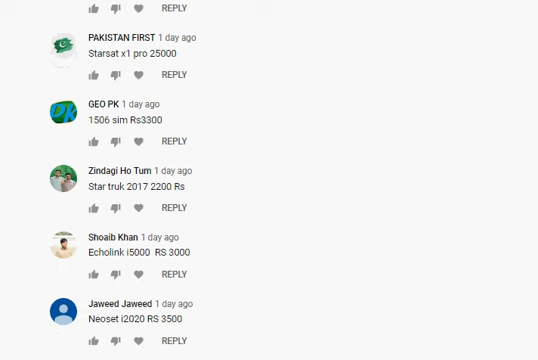 REPLY
PAKISTAN FIRST 1 day ago
Starsat x1 pro 25000
REPLY
GEO PK 1 day ago
1506 sim Rs3300
REPLY
Zindagi Ho Tum 1 day ago
Star truk 2017 2200 Rs
REPLY
Shoaib Khan 1 day ago
Echolink i5000  RS 3000
REPLY
Jaweed Jaweed 1 day ago
Neoset i2020 RS 3500
REPLY